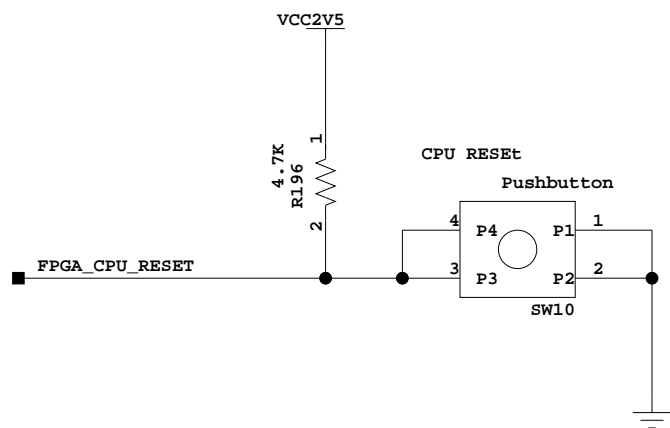 VCC2V5
1
4.7K
R196
2
CPU RESEt
Pushbutton
4 P4 P1 1
FPGA_CPU_RESET
3 P3 P2 2
SW10